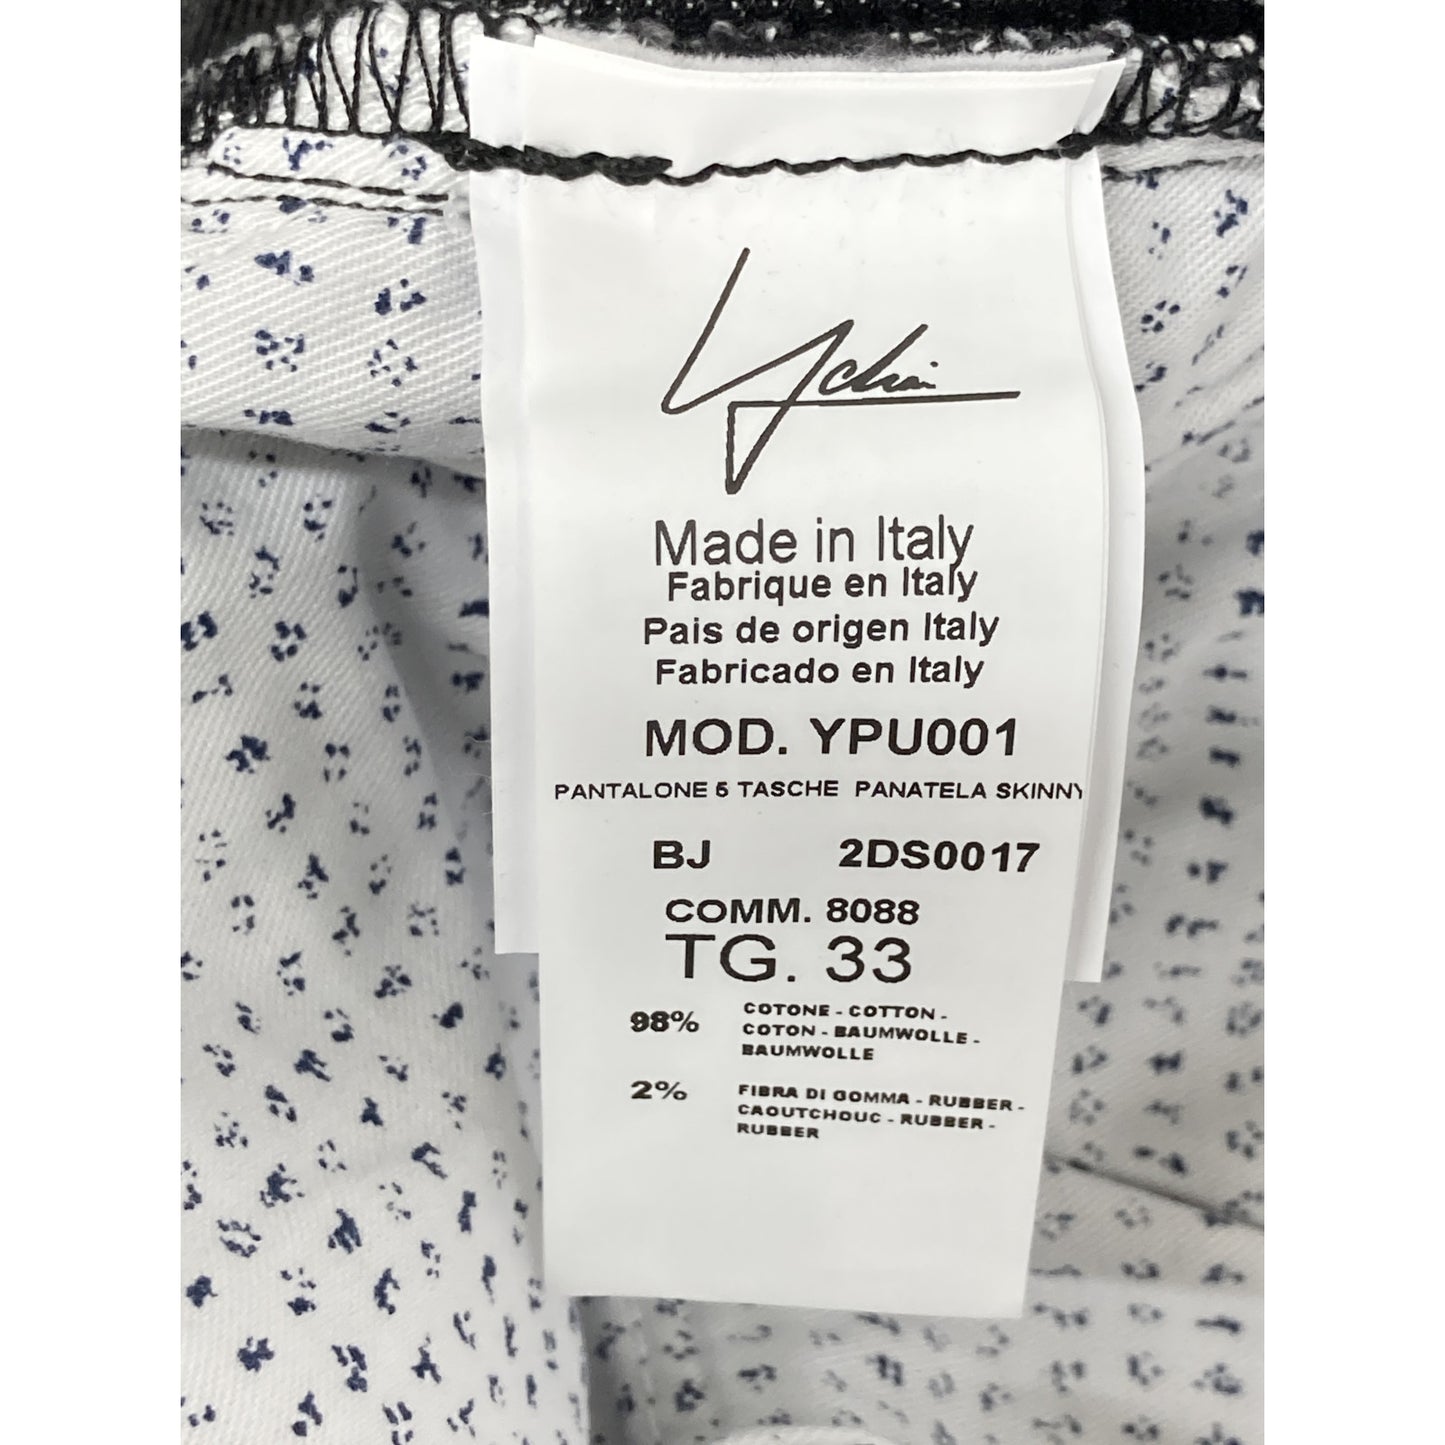 Ychai
Made in Italy
Fabrique en Italy
Pais de origen Italy
Fabricado en Italy
MOD. YPU001
PANTALONE 5 TASCHE PANATELA SKINNY
BJ 2DS0017
COMM. 8088
TG. 33
98% COTONE - COTTON -
COTON - BAUMWOLLE -
BAUMWOLLE
2% FIBRA DI GOMMA - RUBBER -
CAOUTCHOUC - RUBBER -
RUBBER